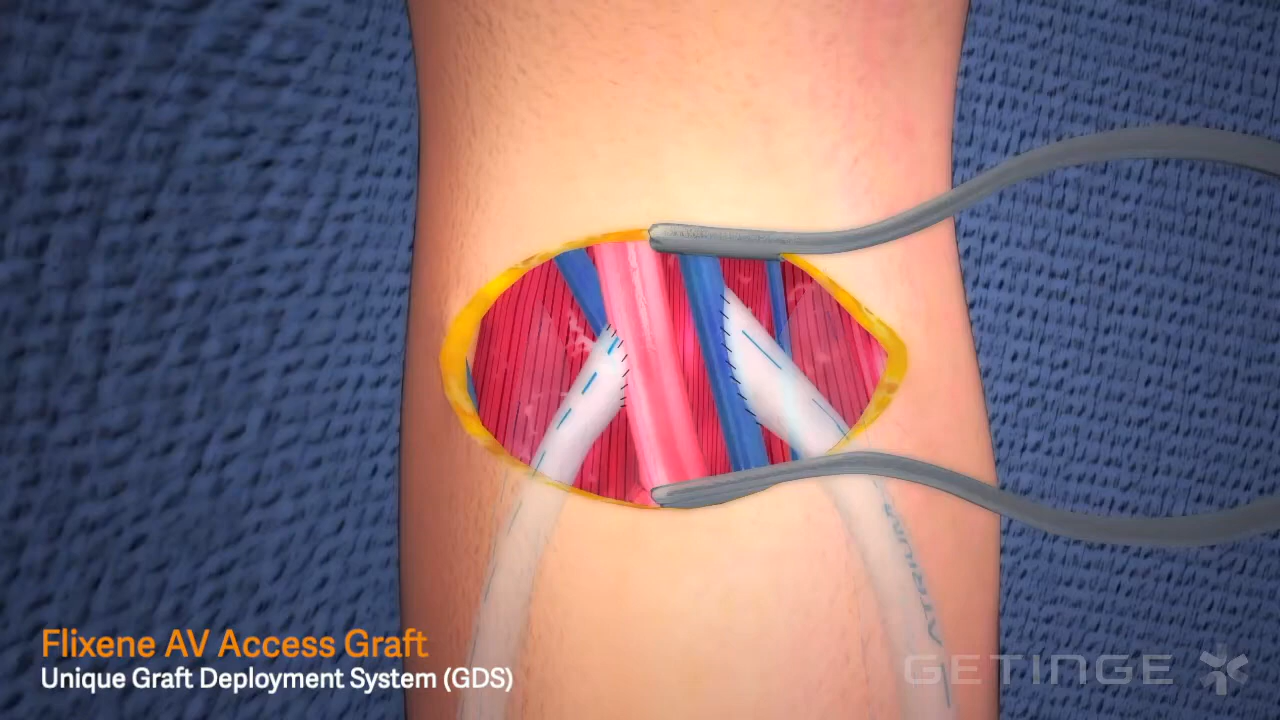 Flixene AV Access Graft
Unique Graft Deployment System (GDS)
GETINGE